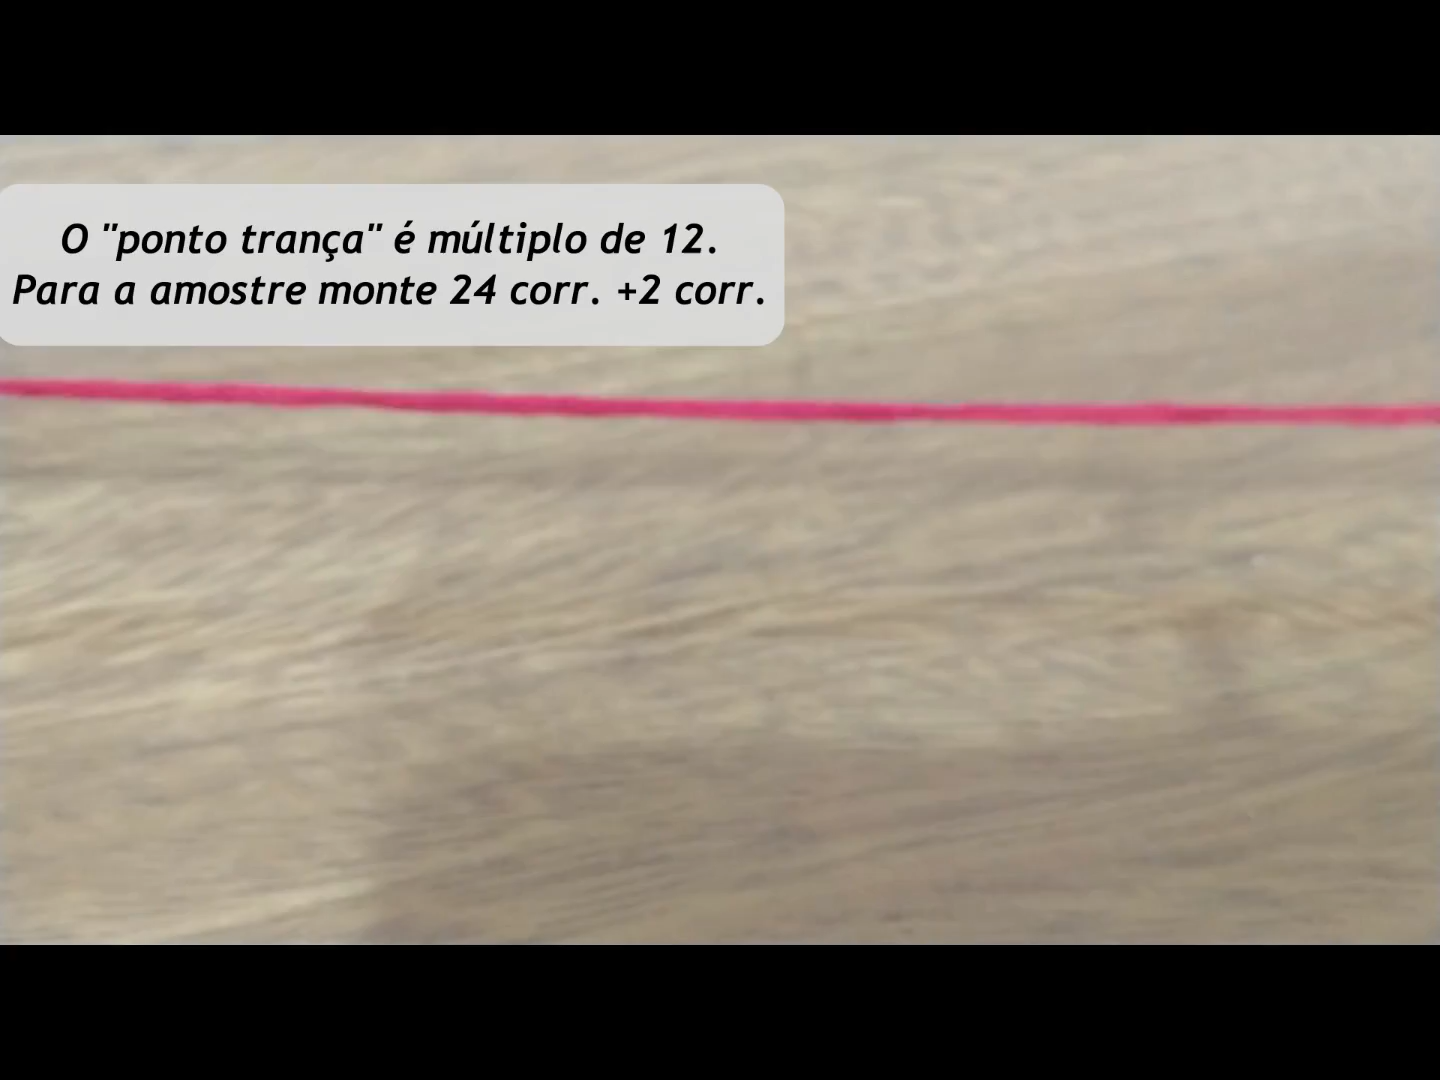 O "ponto trança" é múltiplo de 12.
Para a amostre monte 24 corr. +2 corr.